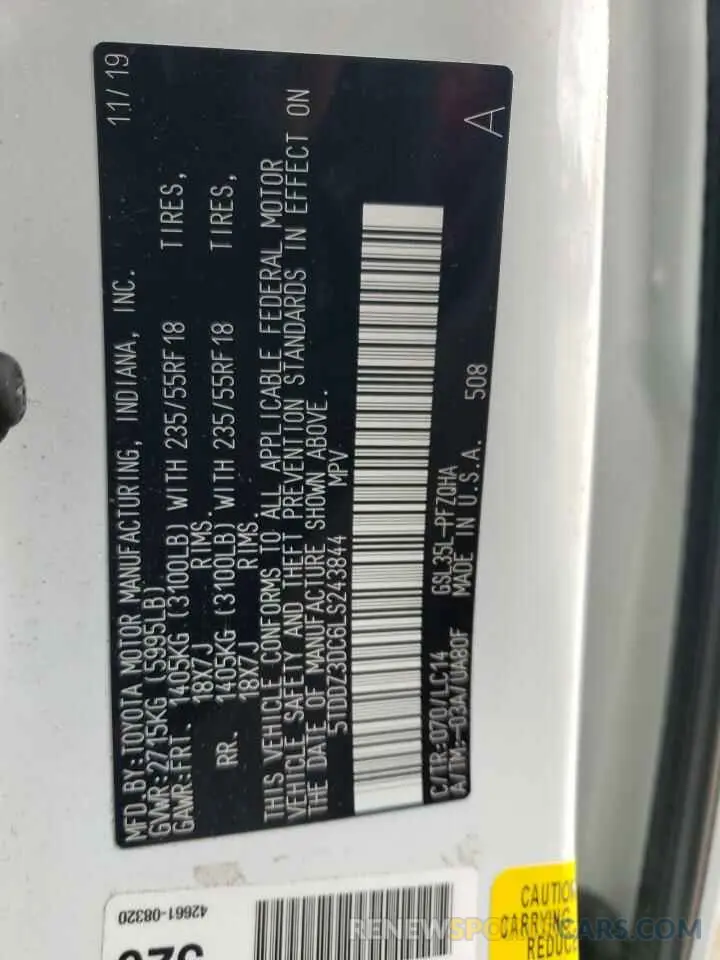 MFD.BY:TOYOTA MOTOR MANUFACTURING, INDIANA, INC. 11/19
GVWR:2715KG (5995LB)
GAWR:FRT. 1405KG (3100LB) WITH 235/55RF18 TIRES,
18X7J RIMS
RR. 1405KG (3100LB) WITH 235/55RF18 TIRES,
18X7J RIMS
THIS VEHICLE CONFORMS TO ALL APPLICABLE FEDERAL MOTOR
VEHICLE SAFETY AND THEFT PREVENTION STANDARDS IN EFFECT ON
THE DATE OF MANUFACTURE SHOWN ABOVE.
5TDDZ3DC6LS243844 MPV
A
C/TR:070/LC14 GSL35L-PFZQHA
A/TM:-03A/UA80F MADE IN U.S.A. 508
42661-08320
CAUTION
CARRYING
REDUC
RENEWSPORTSCARS.COM